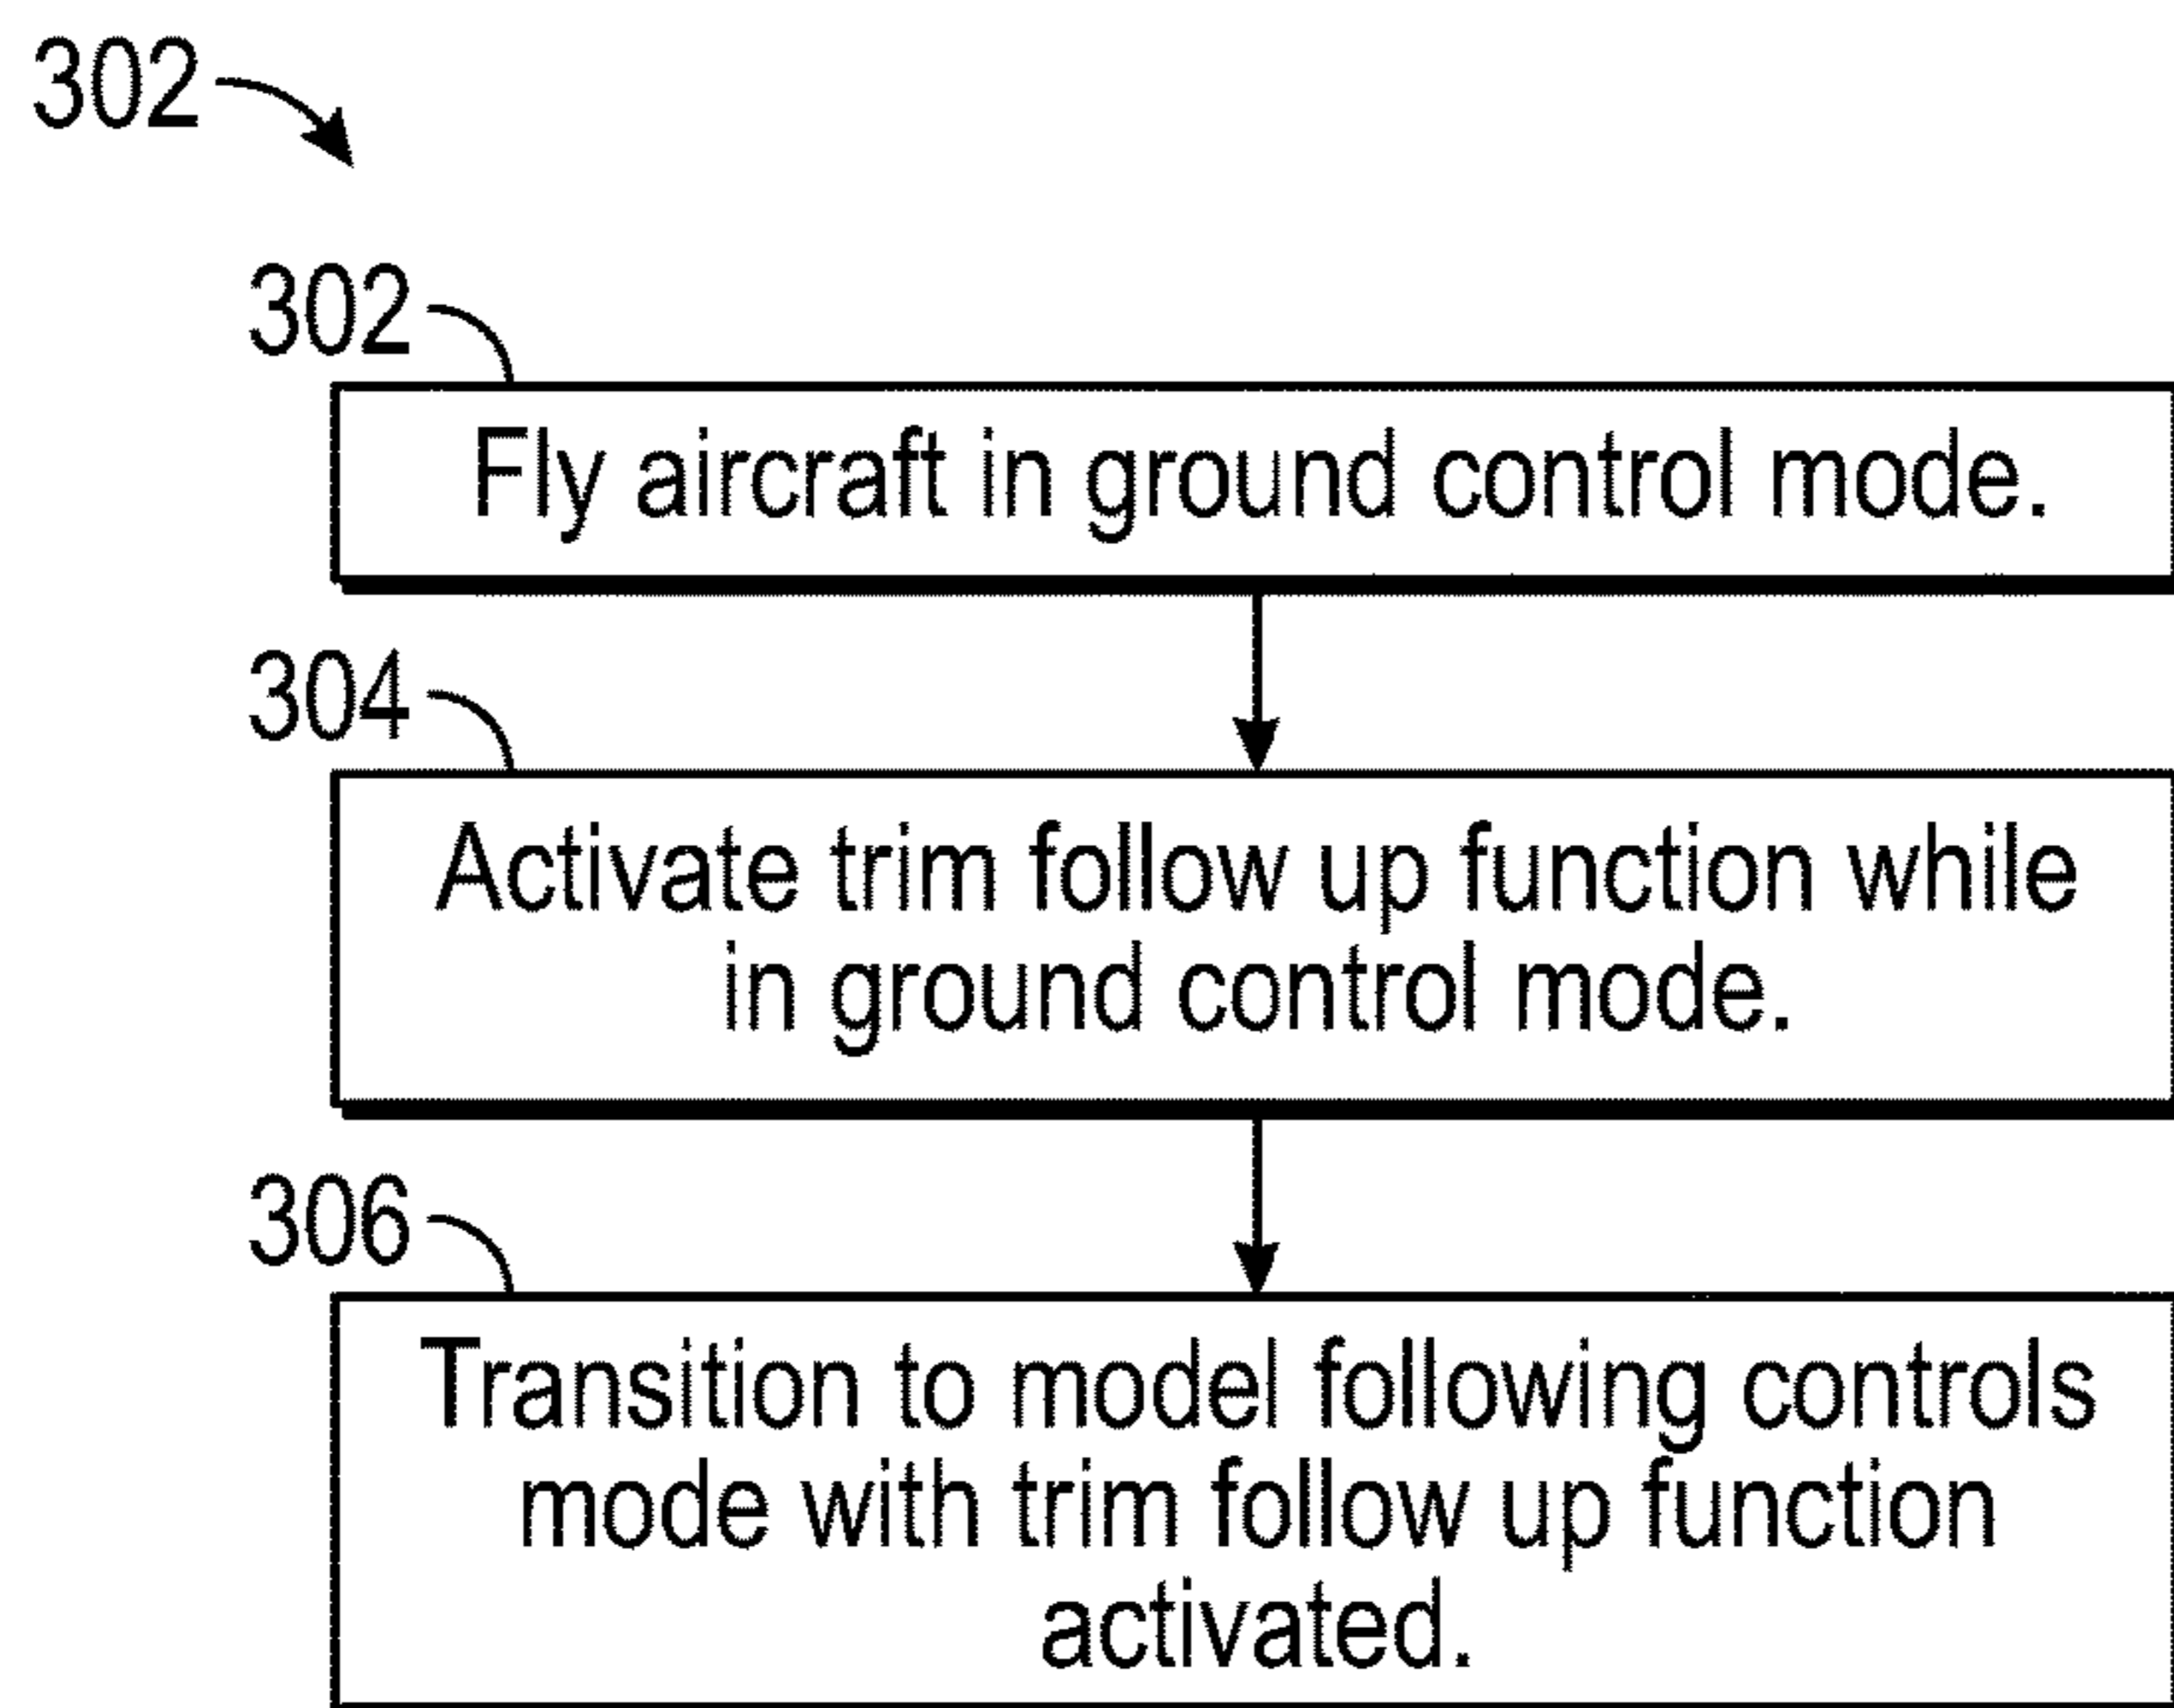 302
302
Fly aircraft in ground control mode.
304
Activate trim follow up function while
in ground control mode.
306
Transition to model following controls
mode with trim follow up function
activated.